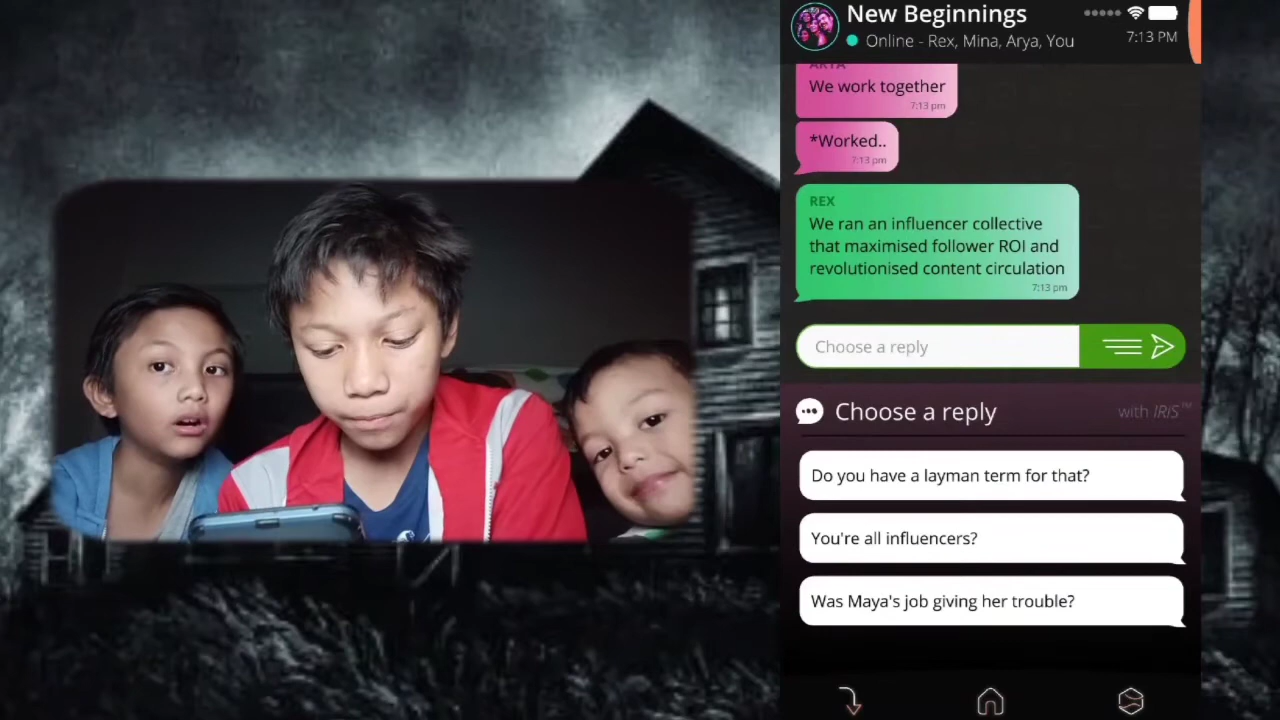 New Beginnings
Online - Rex, Mina, Arya, You
7:13 PM
ARYA
We work together
7:13 pm
*Worked..
7:13 pm
REX
We ran an influencer collective
that maximised follower ROI and
revolutionised content circulation
7:13 pm
Choose a reply
Choose a reply
with IRIS™
Do you have a layman term for that?
You're all influencers?
Was Maya's job giving her trouble?